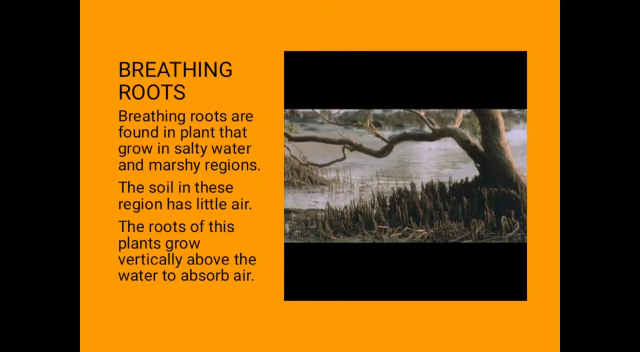 BREATHING
ROOTS
Breathing roots are
found in plant that
grow in salty water
and marshy regions.
The soil in these
region has little air.
The roots of this
plants grow
vertically above the
water to absorb air.